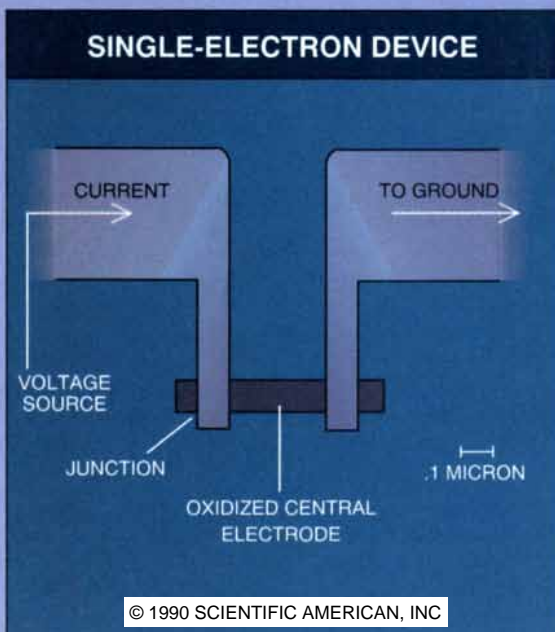 SINGLE-ELECTRON DEVICE
CURRENT
TO GROUND
VOLTAGE
SOURCE
JUNCTION
.1 MICRON
OXIDIZED CENTRAL
ELECTRODE
© 1990 SCIENTIFIC AMERICAN, INC